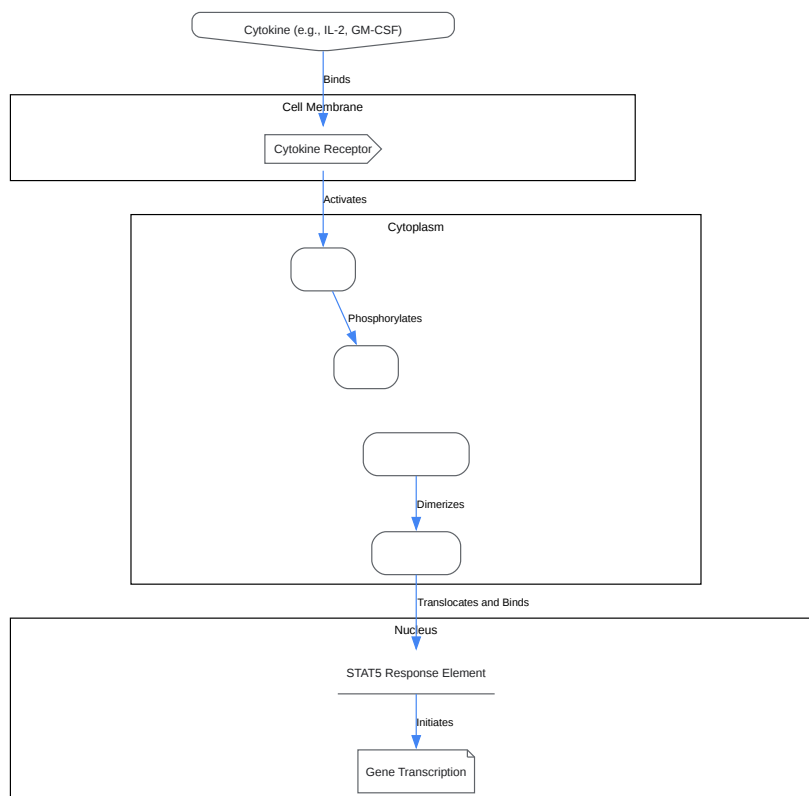 Cytokine (e.g., IL-2, GM-CSF)
Binds
Cell Membrane
Cytokine Receptor
Activates
Cytoplasm
Phosphorylates
Dimerizes
Translocates and Binds
Nucleus
STAT5 Response Element
Initiates
Gene Transcription